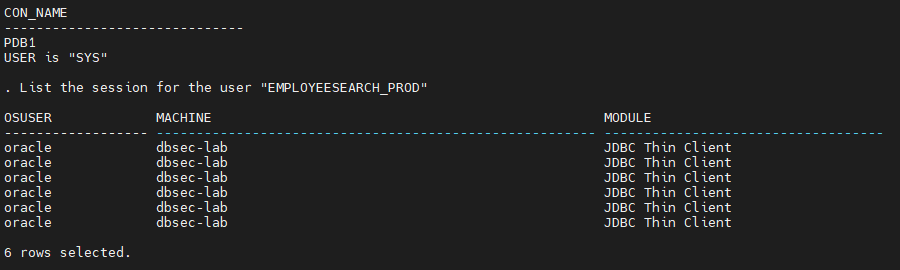 CON_NAME
------------------------------
PDB1
USER is "SYS"
. List the session for the user "EMPLOYEESEARCH_PROD"
OSUSER MACHINE MODULE
------------------ ------------------------------------------------------- -----------------------------------
oracle dbsec-lab JDBC Thin Client
oracle dbsec-lab JDBC Thin Client
oracle dbsec-lab JDBC Thin Client
oracle dbsec-lab JDBC Thin Client
oracle dbsec-lab JDBC Thin Client
oracle dbsec-lab JDBC Thin Client
6 rows selected.